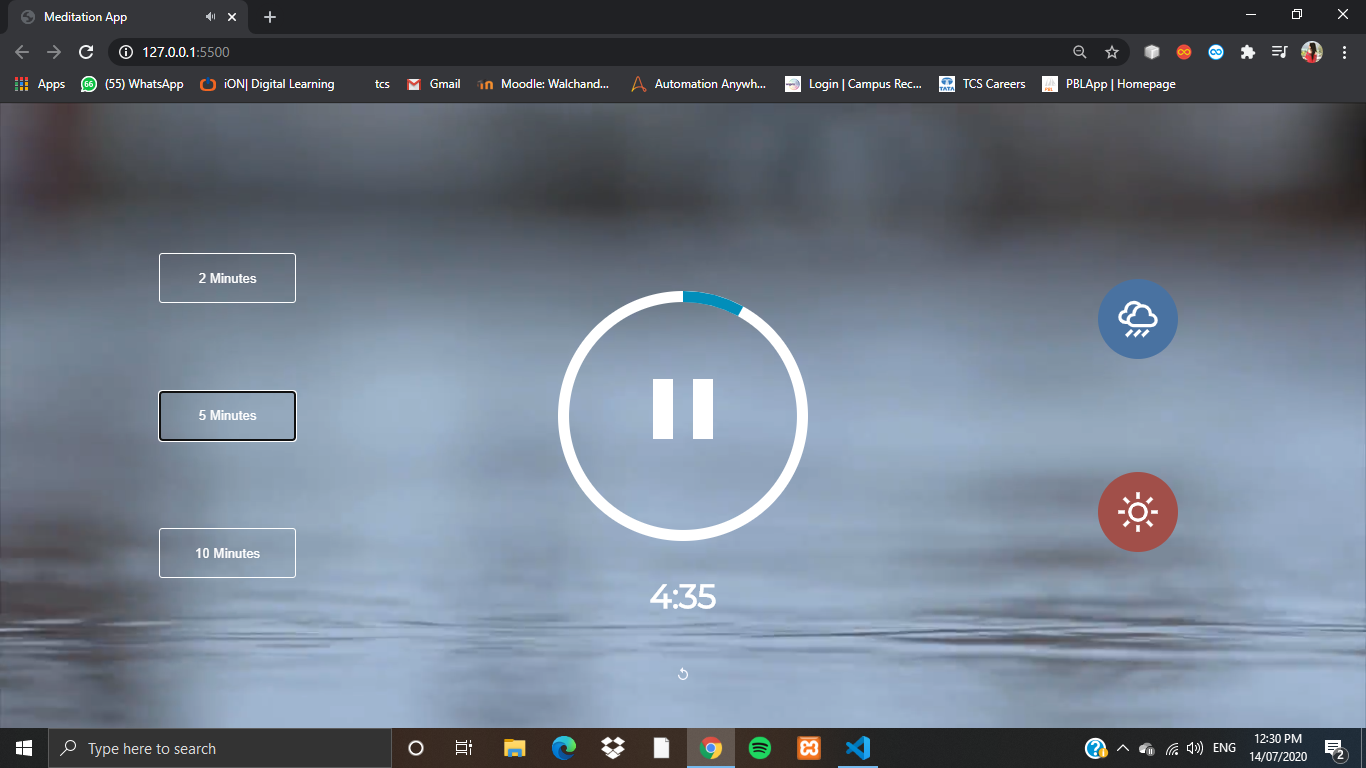 Meditation App
127.0.0.1:5500
Apps
66
(55) WhatsApp
iON| Digital Learning
tcs
Gmail
Moodle: Walchand...
Automation Anywh...
Login | Campus Rec...
TATA
TCS Careers
PBLApp | Homepage
2 Minutes
5 Minutes
10 Minutes
4:35
Type here to search
ENG
12:30 PM
14/07/2020
2